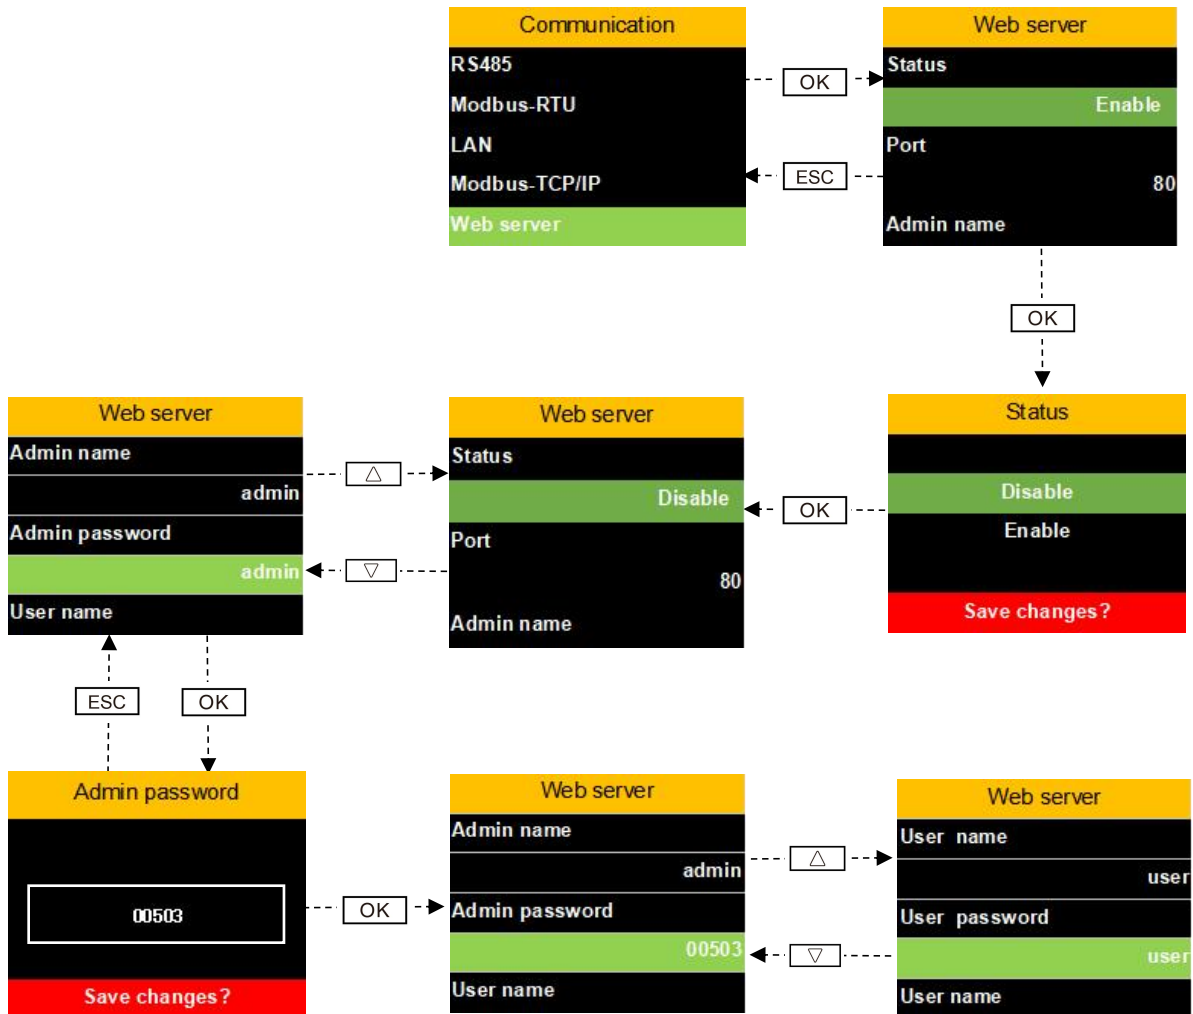 Communication
RS485
Modbus-RTU
LAN
Modbus-TCP/IP
Web server
OK
ESC
Web server
Status
Enable
Port
80
Admin name
OK
Web server
Admin name
admin
Admin password
admin
User name
△
▽
Web server
Status
Disable
Port
80
Admin name
OK
Status
Disable
Enable
Save changes?
ESC
OK
Admin password
00503
Save changes?
OK
Web server
Admin name
admin
Admin password
00503
User name
△
▽
Web server
User name
user
User password
user
User name